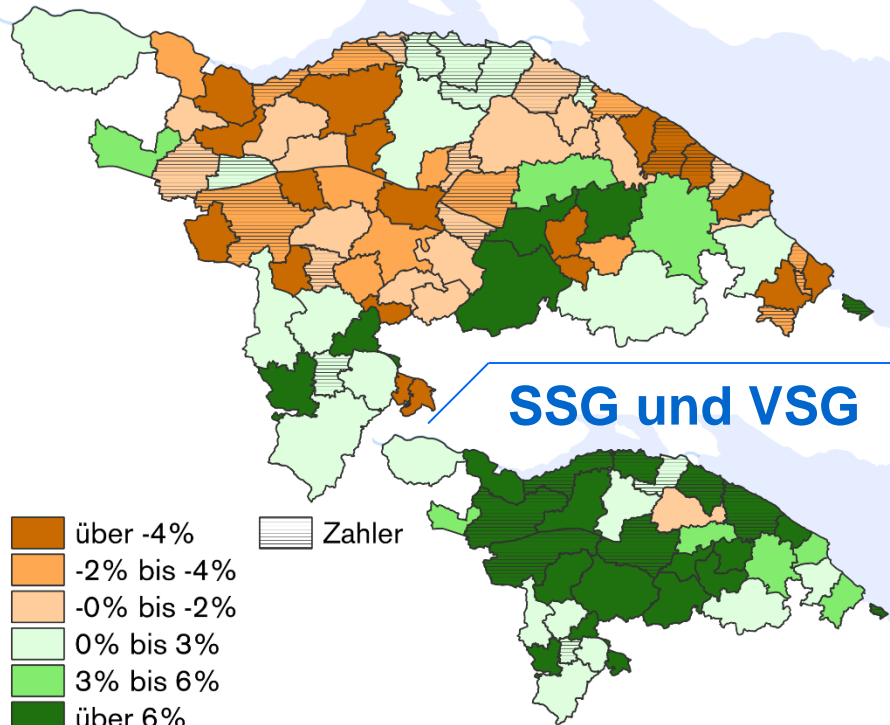 SSG und VSG
über -4%
-2% bis -4%
-0% bis -2%
0% bis 3%
3% bis 6%
über 6%
Zahler